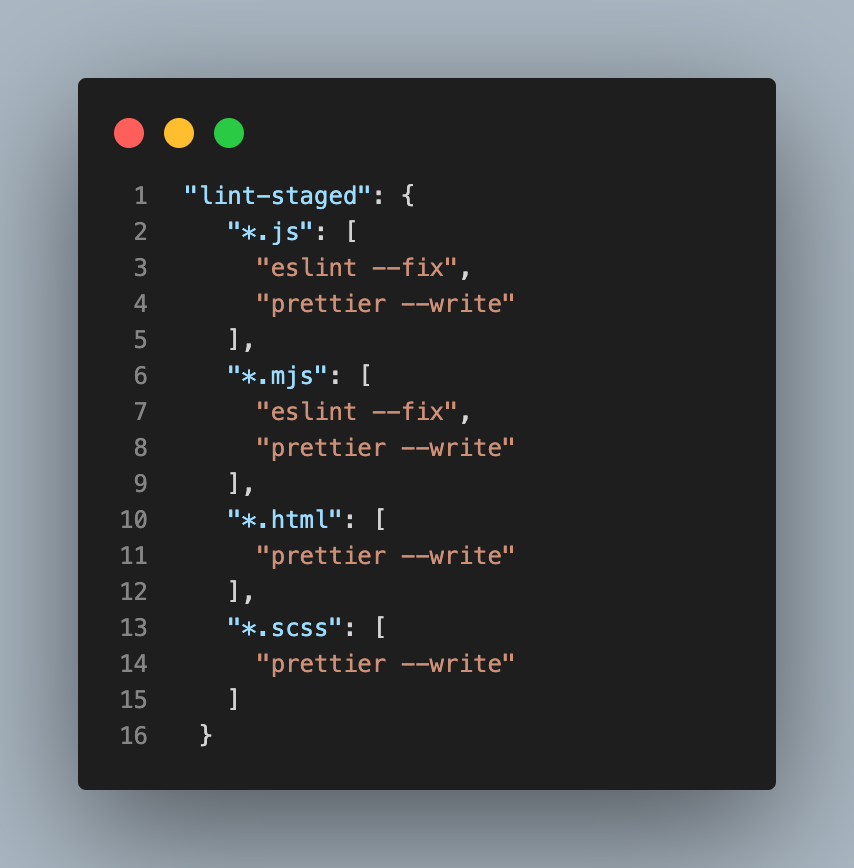 1 "lint-staged": {
2 "*.js": [
3 "eslint --fix",
4 "prettier --write"
5 ],
6 "*.mjs": [
7 "eslint --fix",
8 "prettier --write"
9 ],
10 "*.html": [
11 "prettier --write"
12 ],
13 "*.scss": [
14 "prettier --write"
15 ]
16 }